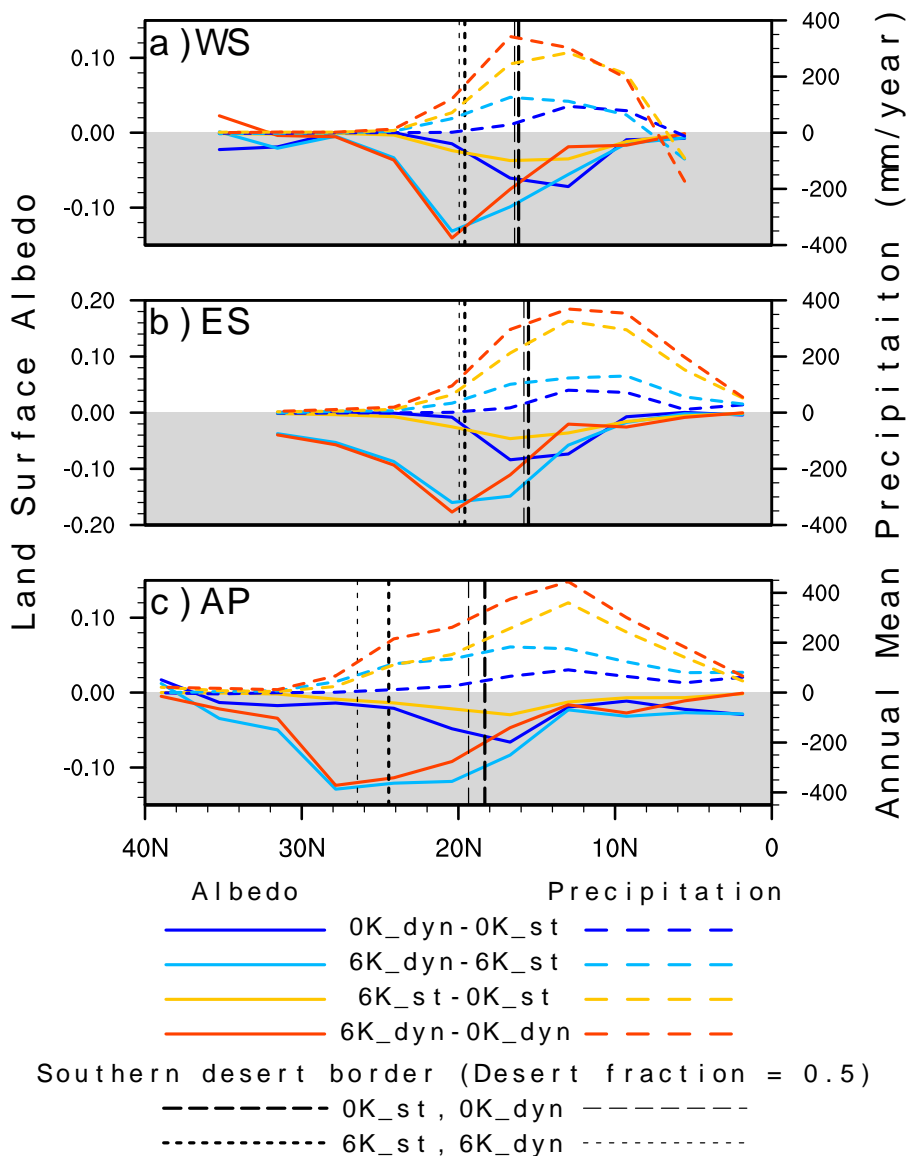 a)WS
0.10
0.00
-0.10
400
200
0
-200
-400
b)ES
0.20
0.10
0.00
-0.10
-0.20
400
200
0
-200
-400
c)AP
0.10
0.00
-0.10
400
200
0
-200
-400
40N 30N 20N 10N 0
Land Surface Albedo
Annual Mean Precipitaiton (mm/year)
Albedo Precipitation
0K_dyn-0K_st
6K_dyn-6K_st
6K_st-0K_st
6K_dyn-0K_dyn
Southern desert border (Desert fraction = 0.5)
0K_st, 0K_dyn
6K_st, 6K_dyn